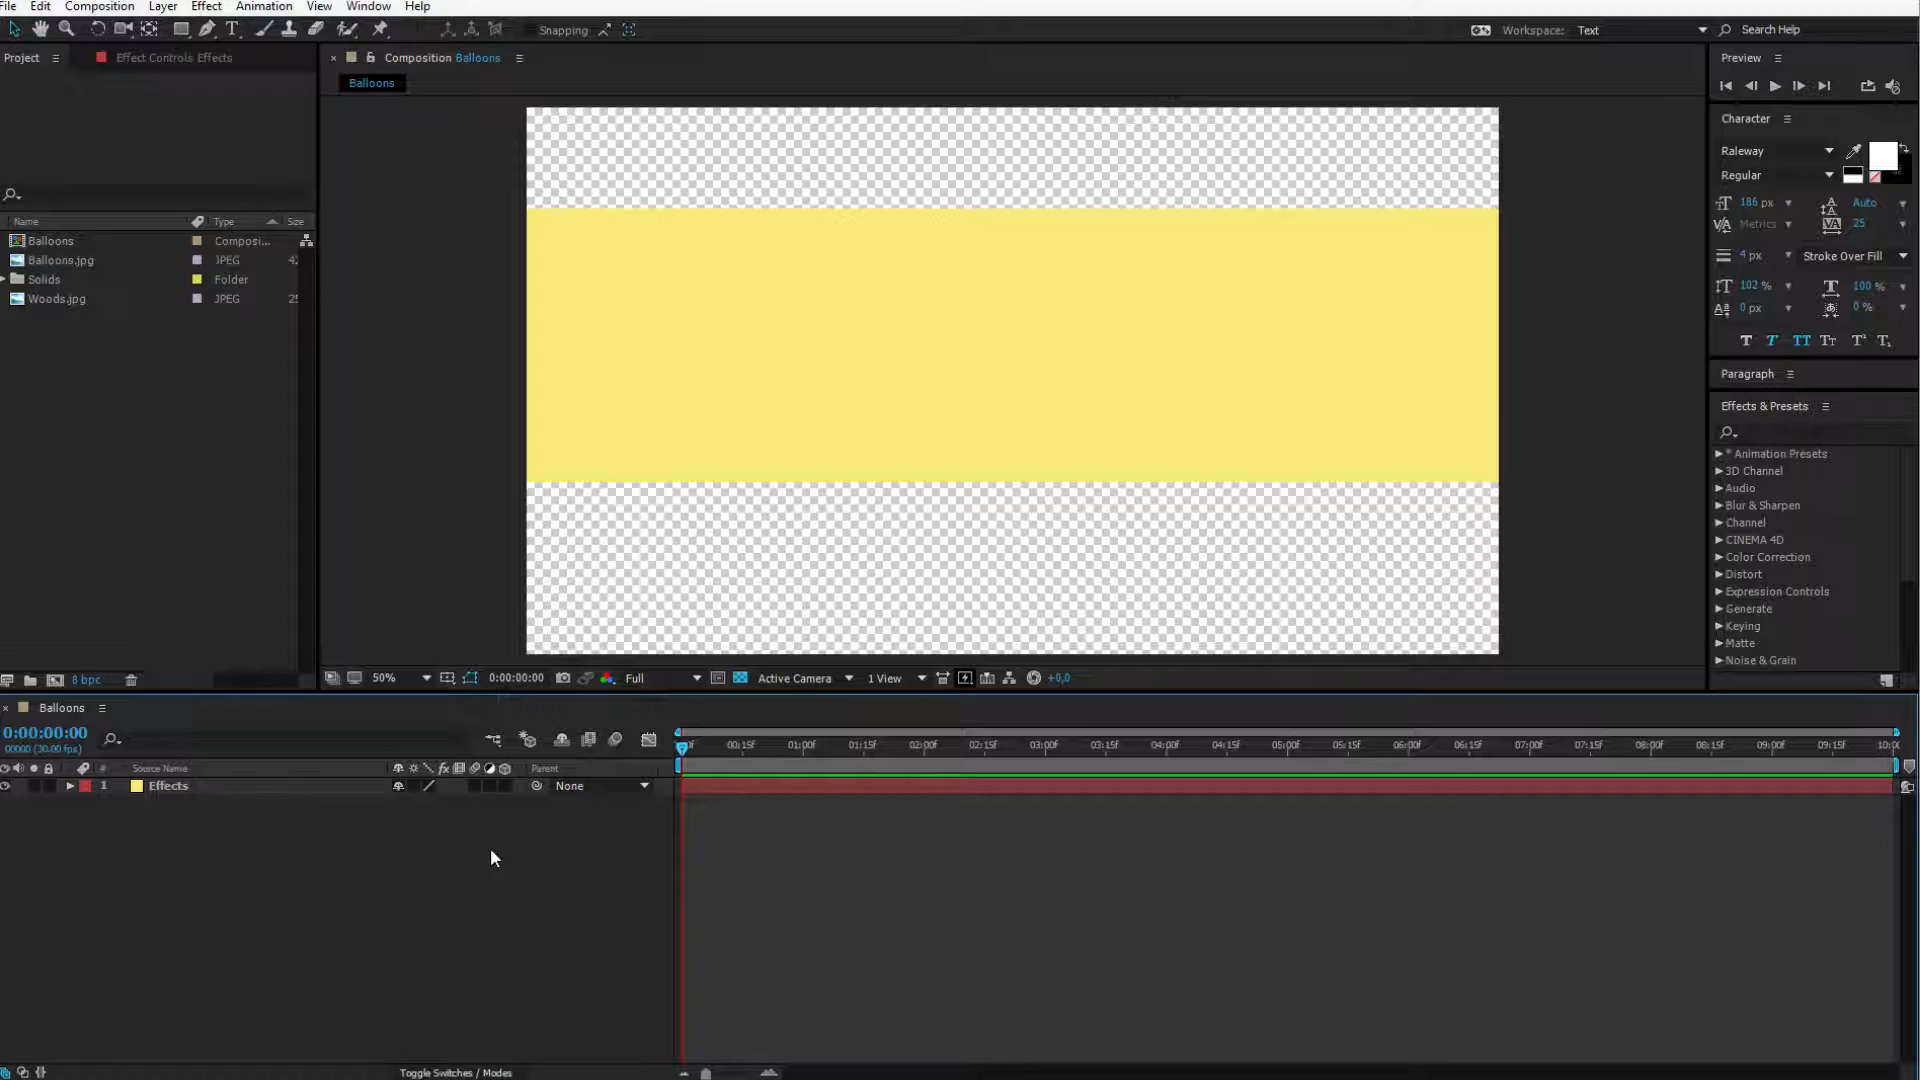 File Edit Composition Layer Effect Animation View Window Help
Snapping
Workspace: Text
Search Help
Project
Effect Controls Effects
Composition Balloons
Balloons
Preview
Character
Raleway
Regular
186 px
Auto
Metrics
25
4 px
Stroke Over Fill
102 %
100 %
0 px
0 %
T T TT Tт T¹ T,
Paragraph
Effects & Presets
* Animation Presets
3D Channel
Audio
Blur & Sharpen
Channel
CINEMA 4D
Color Correction
Distort
Expression Controls
Generate
Keying
Matte
Noise & Grain
Name Type Size
Balloons Composi...
Balloons.jpg JPEG 42
Solids Folder
Woods.jpg JPEG 25
8 bpc
50% 0:00:00:00 Full Active Camera 1 View +0,0
Balloons
0:00:00:00
00000 (30.00 fps)
00:15f 01:00f 01:15f 02:00f 02:15f 03:00f 03:15f 04:00f 04:15f 05:00f 05:15f 06:00f 06:15f 07:00f 07:15f 08:00f 08:15f 09:00f 09:15f 10:00
# Source Name Parent
1 Effects None
Toggle Switches / Modes